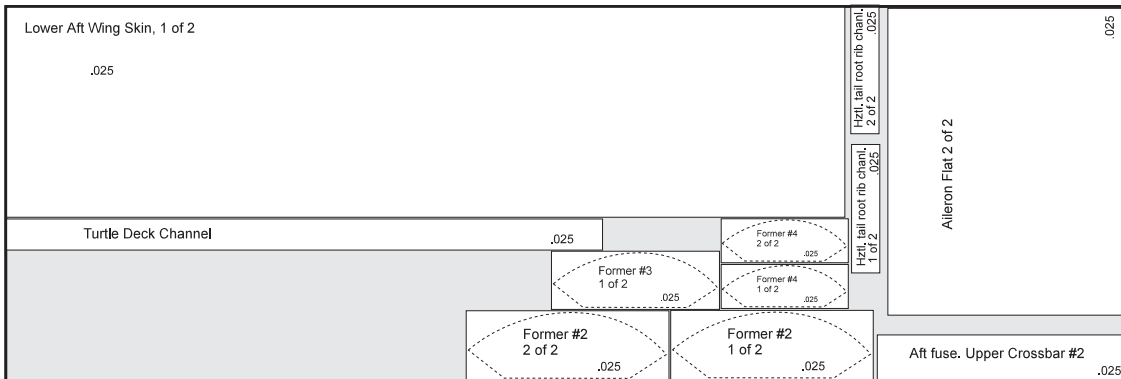 Lower Aft Wing Skin, 1 of 2
.025
Hztl. tail root rib chanl.
2 of 2
.025
Hztl. tail root rib chanl.
1 of 2
.025
Aileron Flat 2 of 2
.025
Turtle Deck Channel
.025
Former #4
2 of 2
.025
Former #3
1 of 2
.025
Former #4
1 of 2
.025
Former #2
2 of 2
.025
Former #2
1 of 2
.025
Aft fuse. Upper Crossbar #2
.025